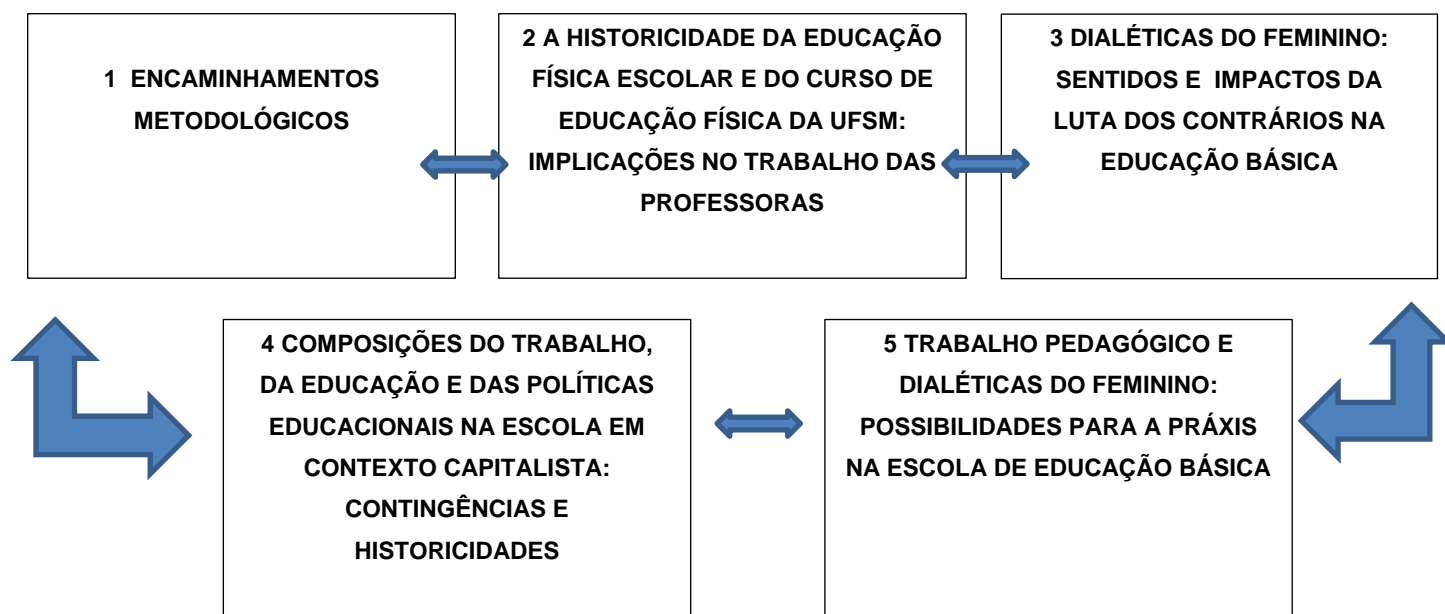 1 ENCAMINHAMENTOS
METODOLÓGICOS
2 A HISTORICIDADE DA EDUCAÇÃO
FÍSICA ESCOLAR E DO CURSO DE
EDUCAÇÃO FÍSICA DA UFSM:
IMPLICAÇÕES NO TRABALHO DAS
PROFESSORAS
3 DIALÉTICAS DO FEMININO:
SENTIDOS E IMPACTOS DA
LUTA DOS CONTRÁRIOS NA
EDUCAÇÃO BÁSICA
4 COMPOSIÇÕES DO TRABALHO,
DA EDUCAÇÃO E DAS POLÍTICAS
EDUCACIONAIS NA ESCOLA EM
CONTEXTO CAPITALISTA:
CONTINGÊNCIAS E
HISTORICIDADES
5 TRABALHO PEDAGÓGICO E
DIALÉTICAS DO FEMININO:
POSSIBILIDADES PARA A PRÁXIS
NA ESCOLA DE EDUCAÇÃO BÁSICA